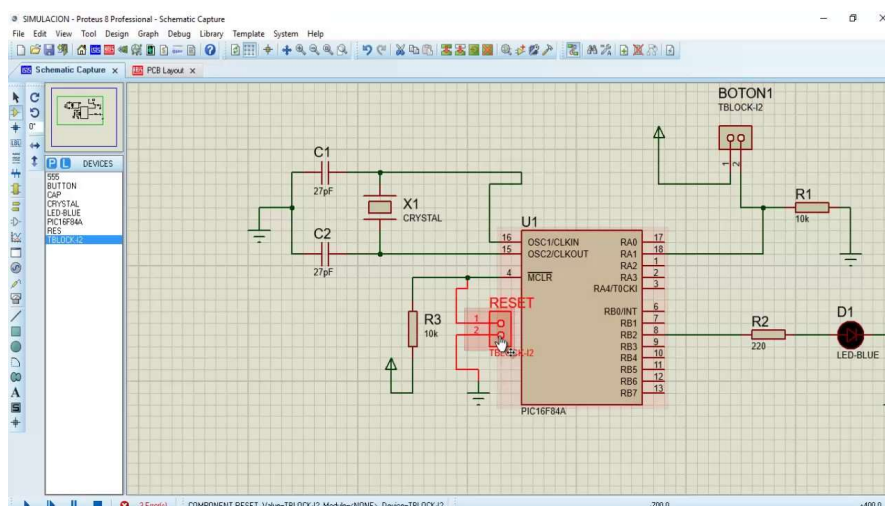 SIMULACION - Proteus 8 Professional - Schematic Capture
File Edit View Tool Design Graph Debug Library Template System Help
Schematic Capture x
PCB Layout x
0°
P L DEVICES
555
BUTTON
CAP
CRYSTAL
LED-BLUE
PIC16F84A
RES
TBLOCK-I2
BOTON1
TBLOCK-I2
1
2
C1
27pF
X1
CRYSTAL
C2
27pF
R1
10k
U1
16 OSC1/CLKIN
15 OSC2/CLKOUT
4 MCLR
RA0 17
RA1 18
RA2 1
RA3 2
RA4/T0CKI 3
RB0/INT 6
RB1 7
RB2 8
RB3 9
RB4 10
RB5 11
RB6 12
RB7 13
PIC16F84A
RESET
1
2
R3
10k
R2
220
D1
LED-BLUE
COMPONENT RESET, Value=TBLOCK-I2, Module=<NONE>, Device=TBLOCK-I2